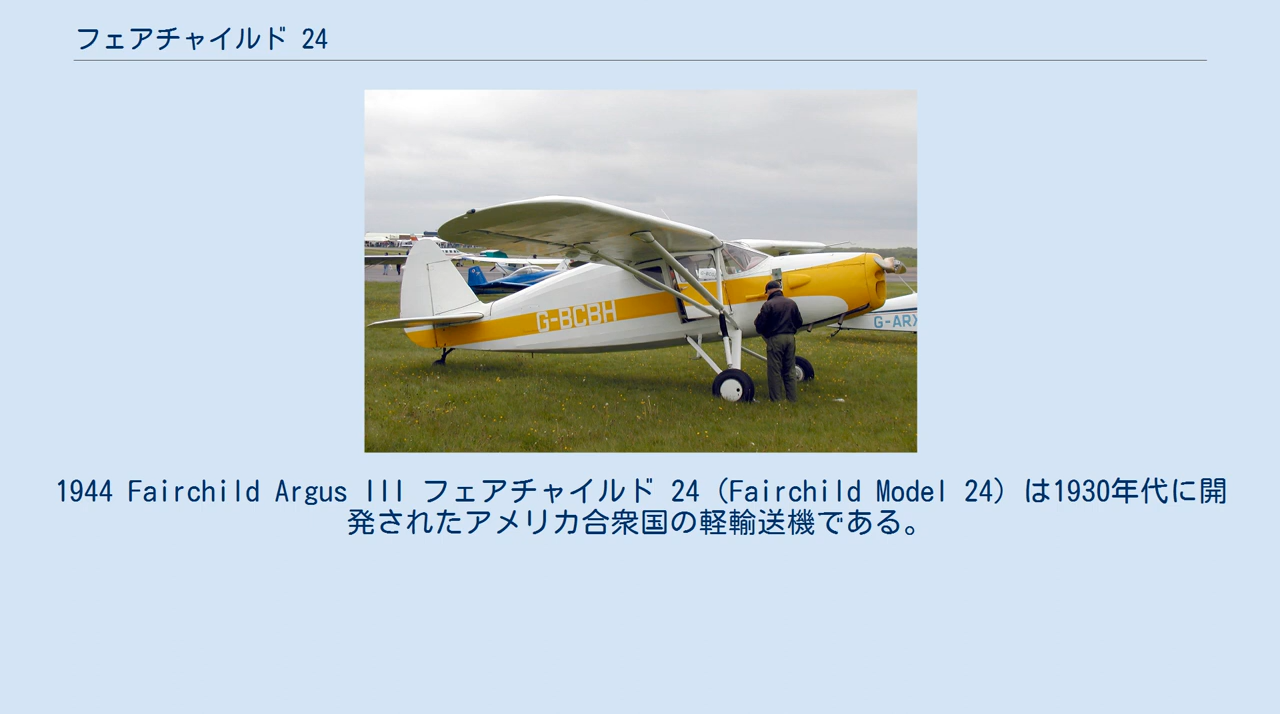 フェアチャイルド 24
G-BCBH
G-ARX
1944 Fairchild Argus III フェアチャイルド 24 (Fairchild Model 24) は1930年代に開
発されたアメリカ合衆国の軽輸送機である。